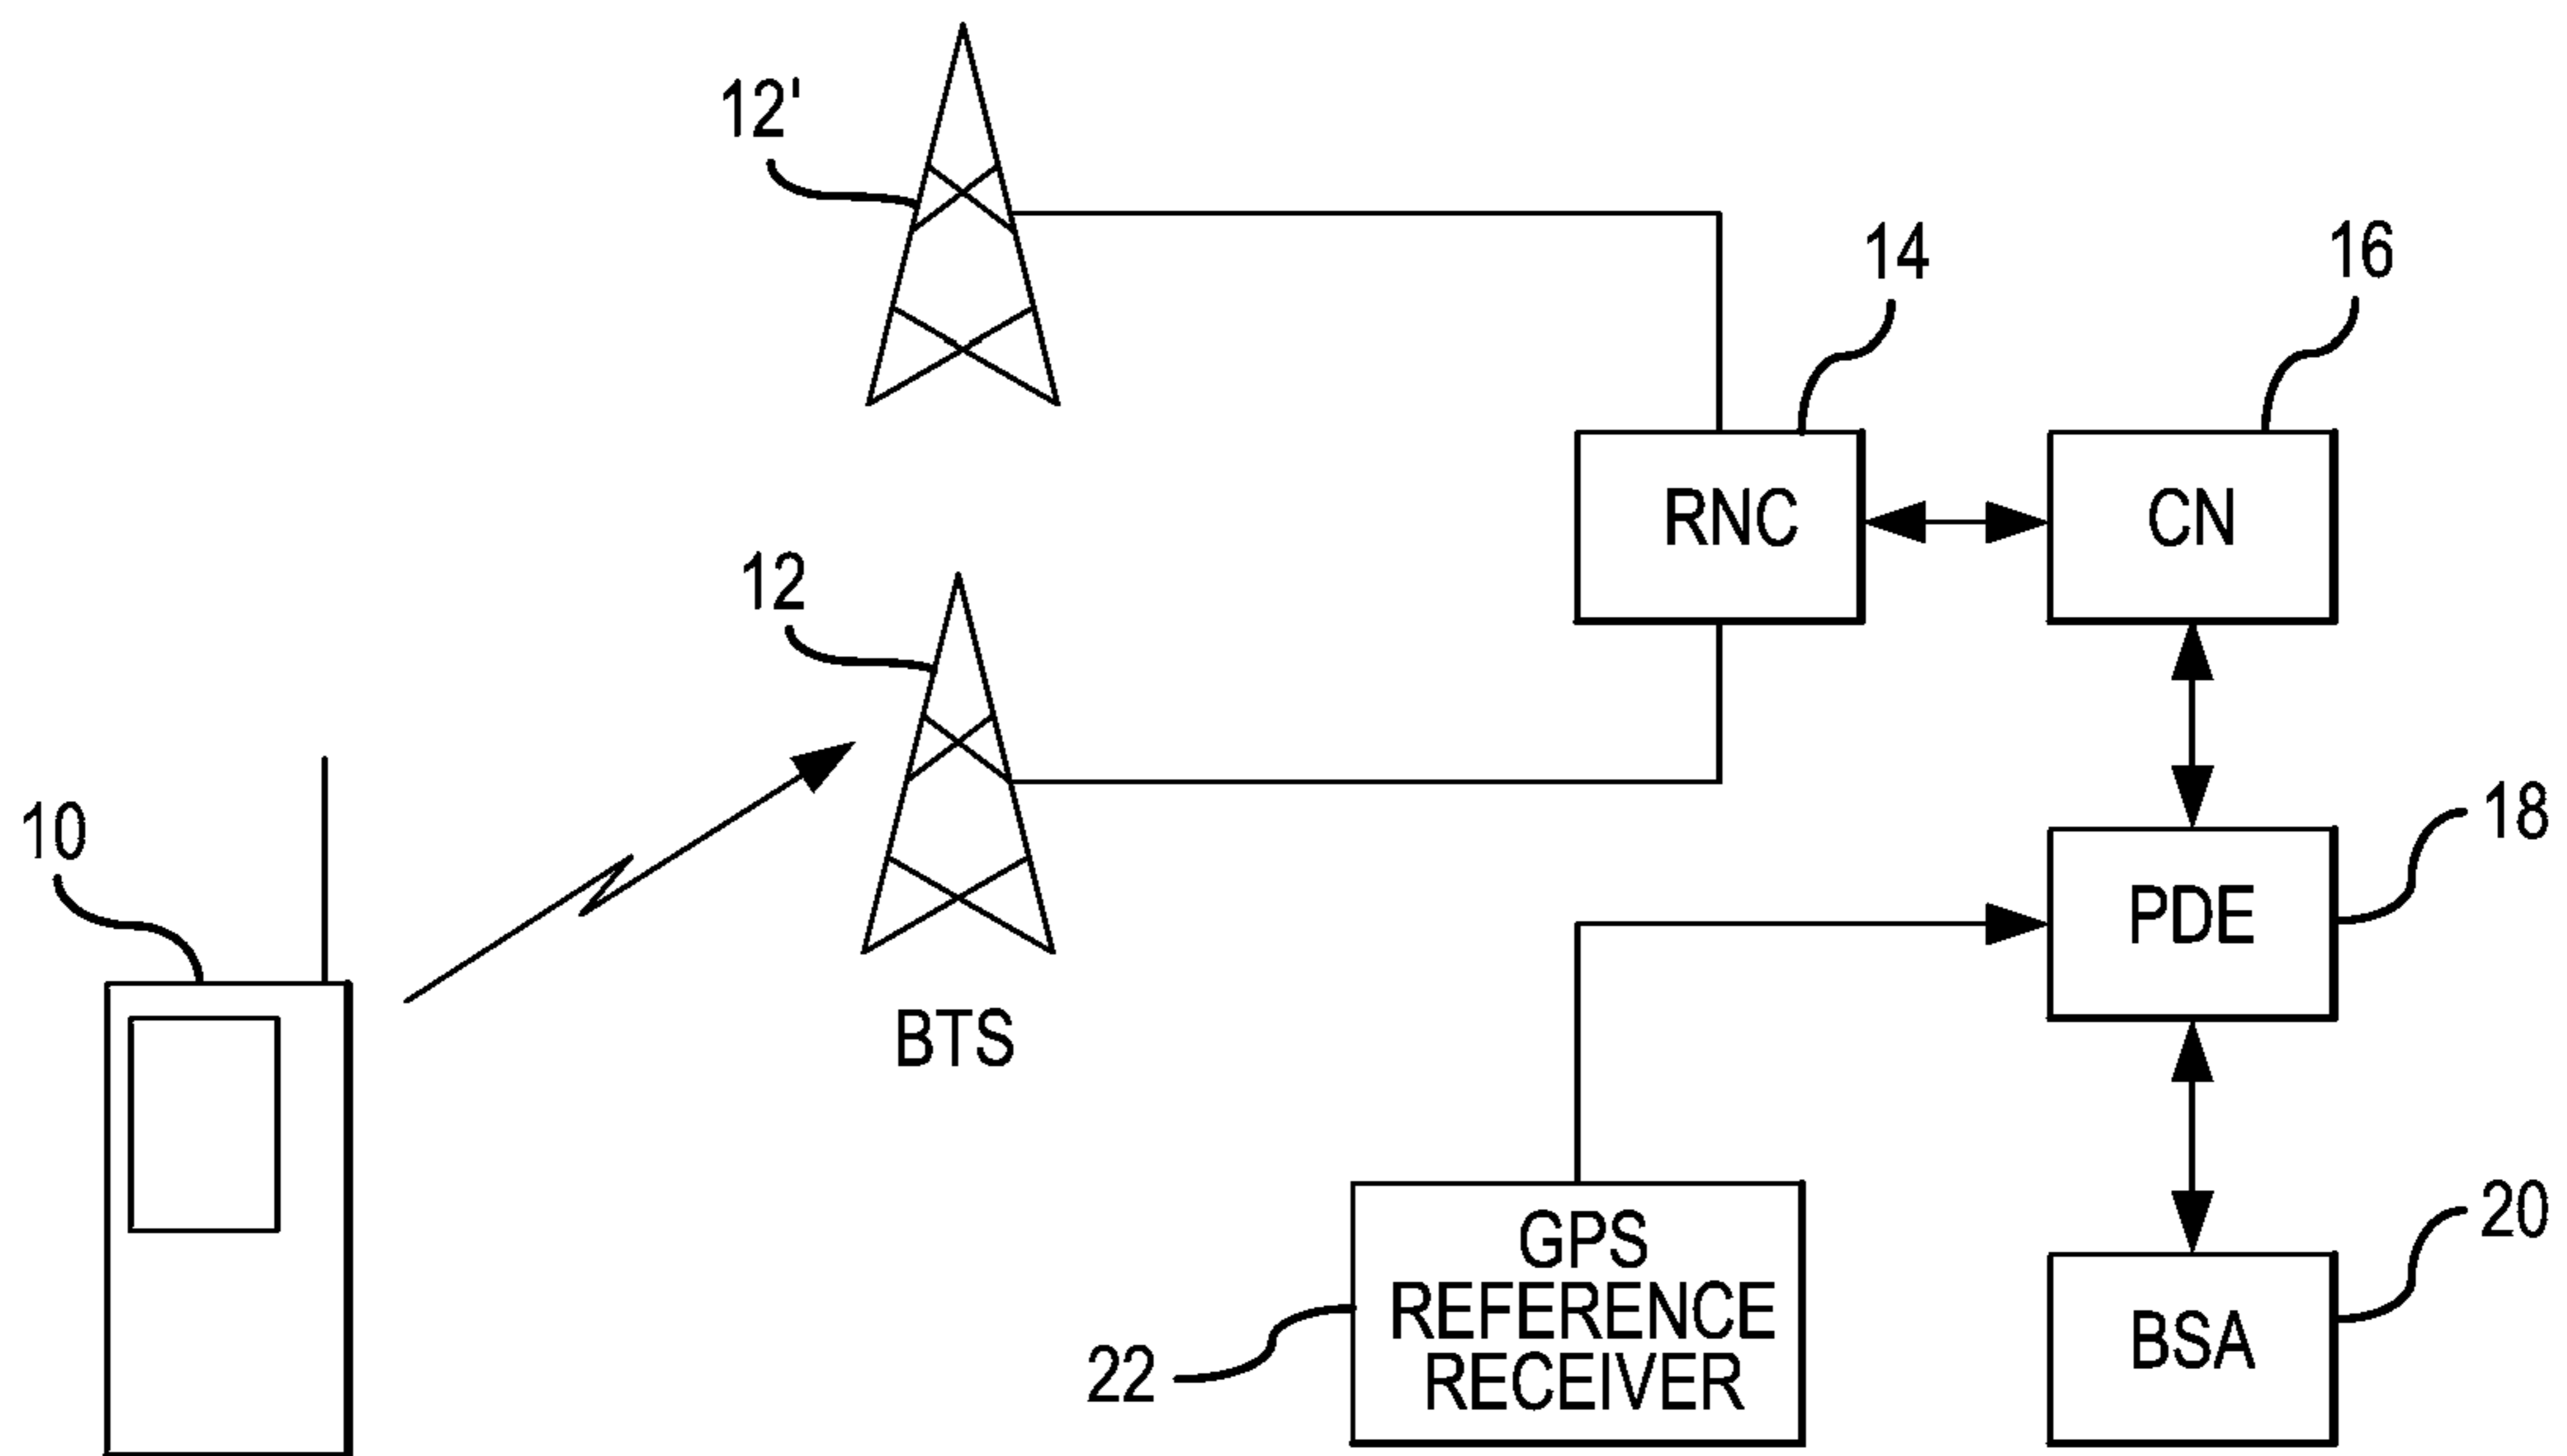 12'
14
16
RNC
CN
12
10
18
PDE
BTS
GPS
REFERENCE
RECEIVER
20
22
BSA